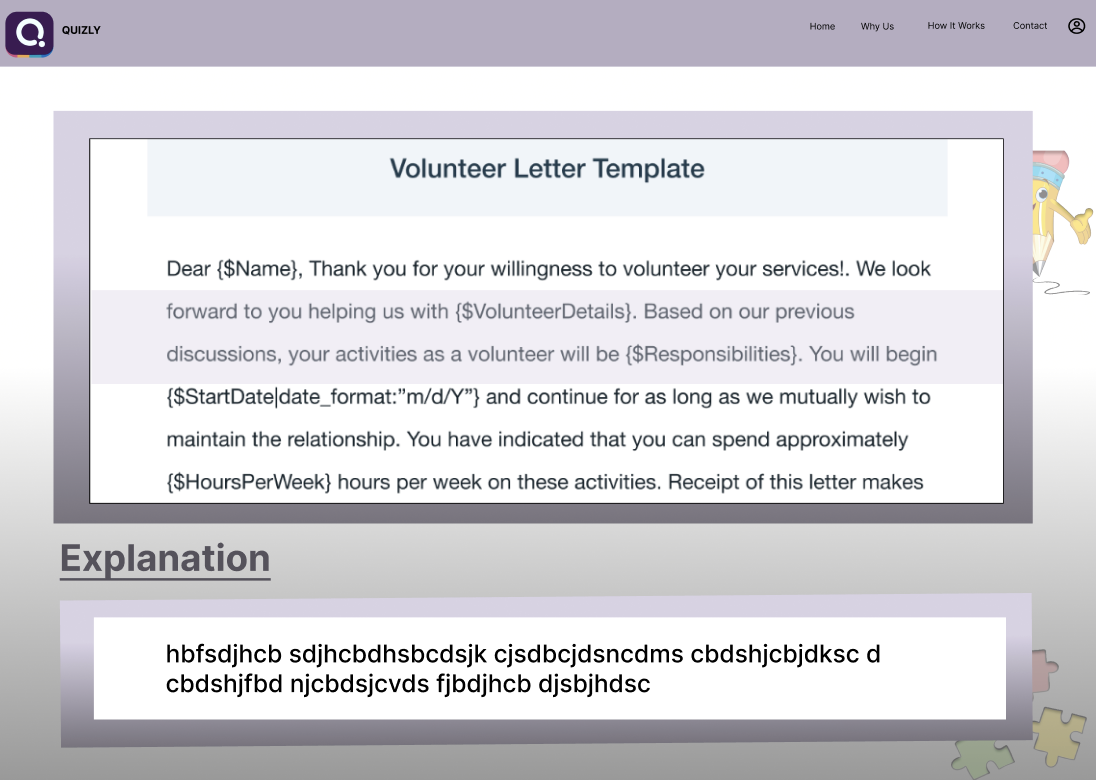 QUIZLY
Home Why Us How It Works Contact
Volunteer Letter Template
Dear {$Name}, Thank you for your willingness to volunteer your services!. We look
forward to you helping us with {$VolunteerDetails}. Based on our previous
discussions, your activities as a volunteer will be {$Responsibilities}. You will begin
{$StartDate|date_format:”m/d/Y”} and continue for as long as we mutually wish to
maintain the relationship. You have indicated that you can spend approximately
{$HoursPerWeek} hours per week on these activities. Receipt of this letter makes
Explanation
hbfsdjhcb sdjhcbdhsbcdsjk cjsdbcjdsncdms cbdshjcbjdksc d
cbdshjfbd njcbdsjcvds fjbdjhcb djsbjhdsc